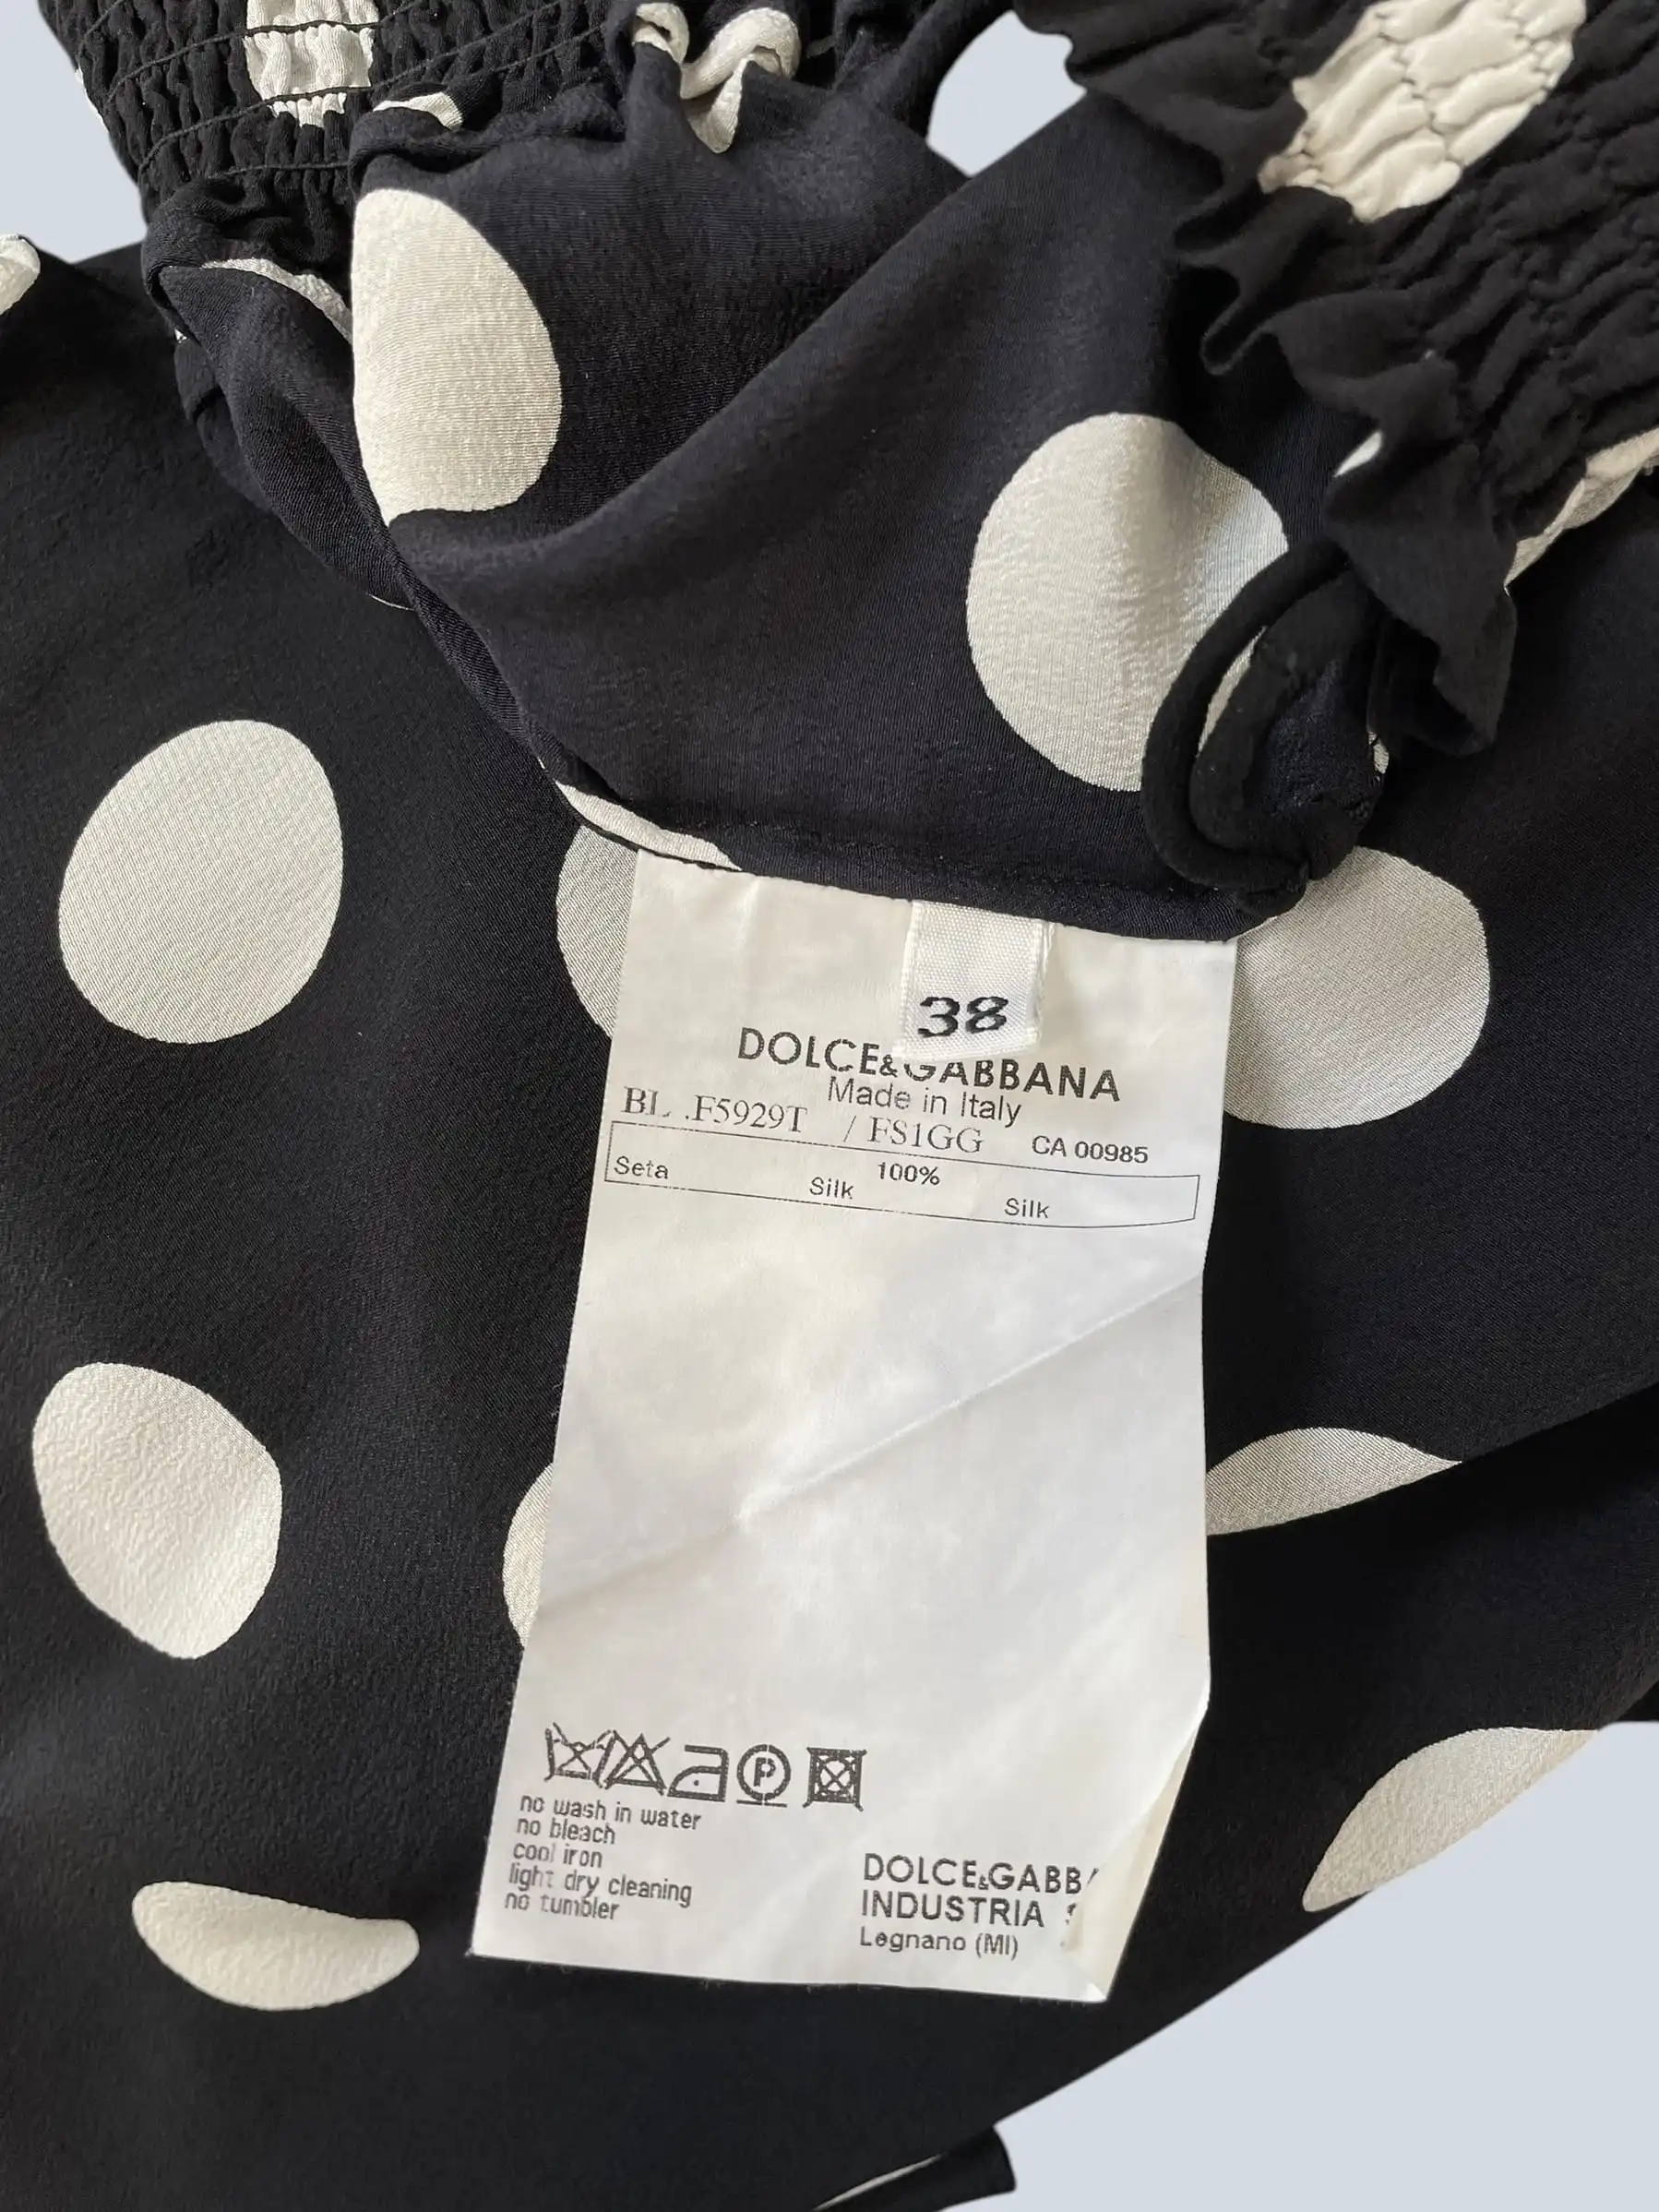 38
DOLCE&GABBANA
Made in Italy
BL .F5929T / FS1GG CA 00985
Seta Silk 100% Silk
P
no wash in water
no bleach
cool iron
light dry cleaning
no tumbler
DOLCE&GABBA
INDUSTRIA
Legnano (MI)